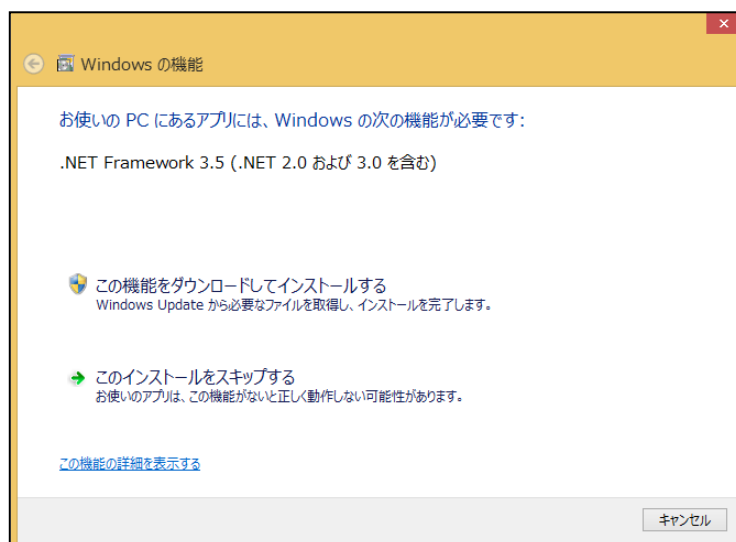 Windows の機能
お使いの PC にあるアプリには、Windows の次の機能が必要です:
.NET Framework 3.5 (.NET 2.0 および 3.0 を含む)
この機能をダウンロードしてインストールする
Windows Update から必要なファイルを取得し、インストールを完了します。
このインストールをスキップする
お使いのアプリは、この機能がないと正しく動作しない可能性があります。
この機能の詳細を表示する
キャンセル